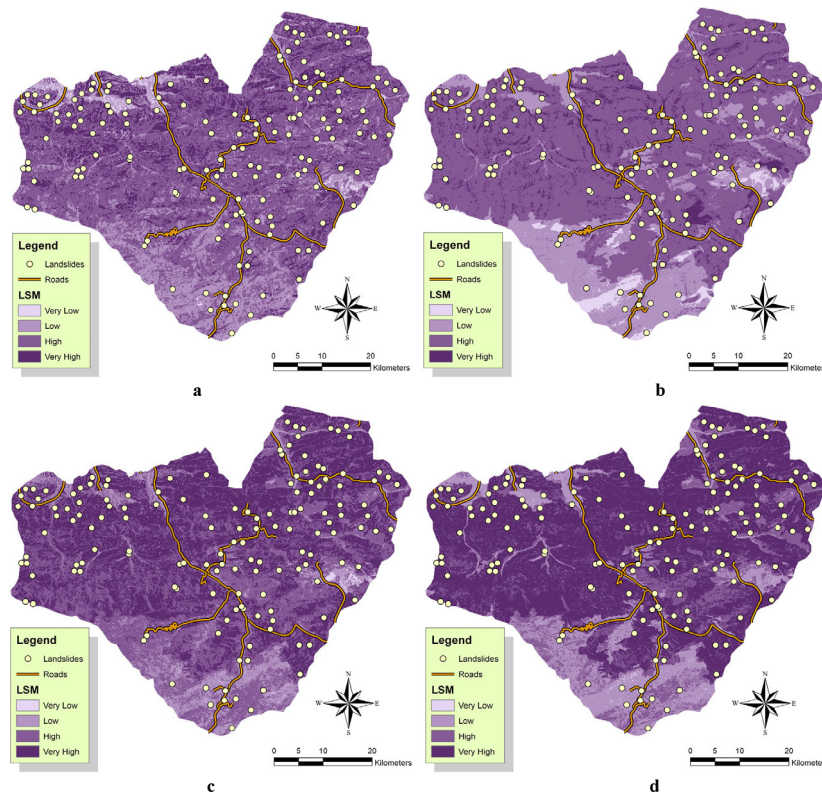 Legend
Landslides
Roads
LSM
Very Low
Low
High
Very High
N
W E
S
0 5 10 20
Kilometers
a
Legend
Landslides
Roads
LSM
Very Low
Low
High
Very High
N
W E
S
0 5 10 20
Kilometer
b
Legend
Landslides
Roads
LSM
Very Low
Low
High
Very High
N
W E
S
0 5 10 20
Kilometers
c
Legend
Landslides
Roads
LSM
Very Low
Low
High
Very High
N
W E
S
0 5 10 20
Kilometer
d